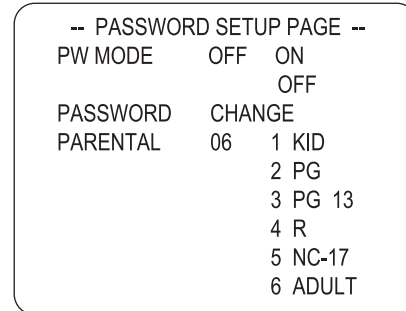 -- PASSWORD SETUP PAGE --
PW MODE OFF ON
OFF
PASSWORD CHANGE
PARENTAL 06 1 KID
2 PG
3 PG 13
4 R
5 NC-17
6 ADULT